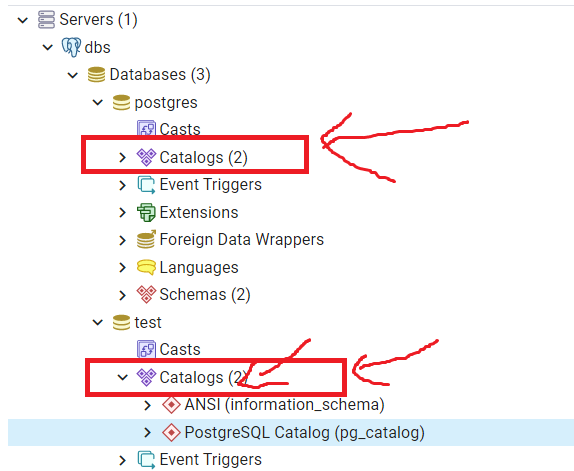 Servers (1)
dbs
Databases (3)
postgres
Casts
Catalogs (2)
Event Triggers
Extensions
Foreign Data Wrappers
Languages
Schemas (2)
test
Casts
Catalogs (2)
ANSI (information_schema)
PostgreSQL Catalog (pg_catalog)
Event Triggers